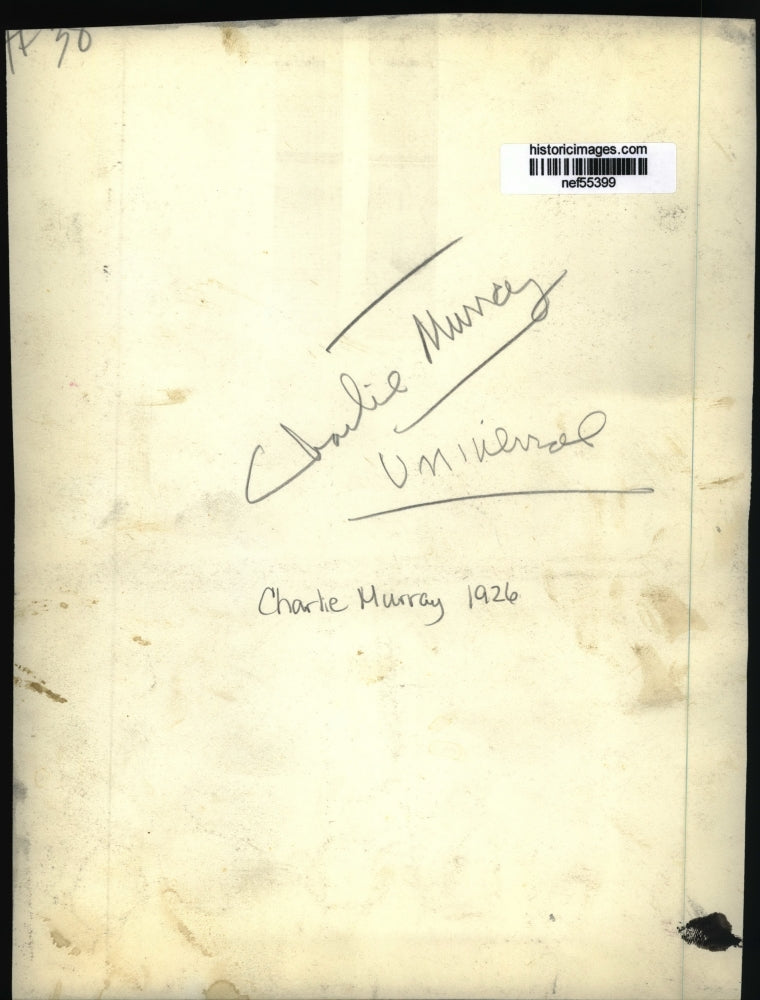 historicimages.com
nef55399
Charlie Murray
Universal
Charlie Murray 1926